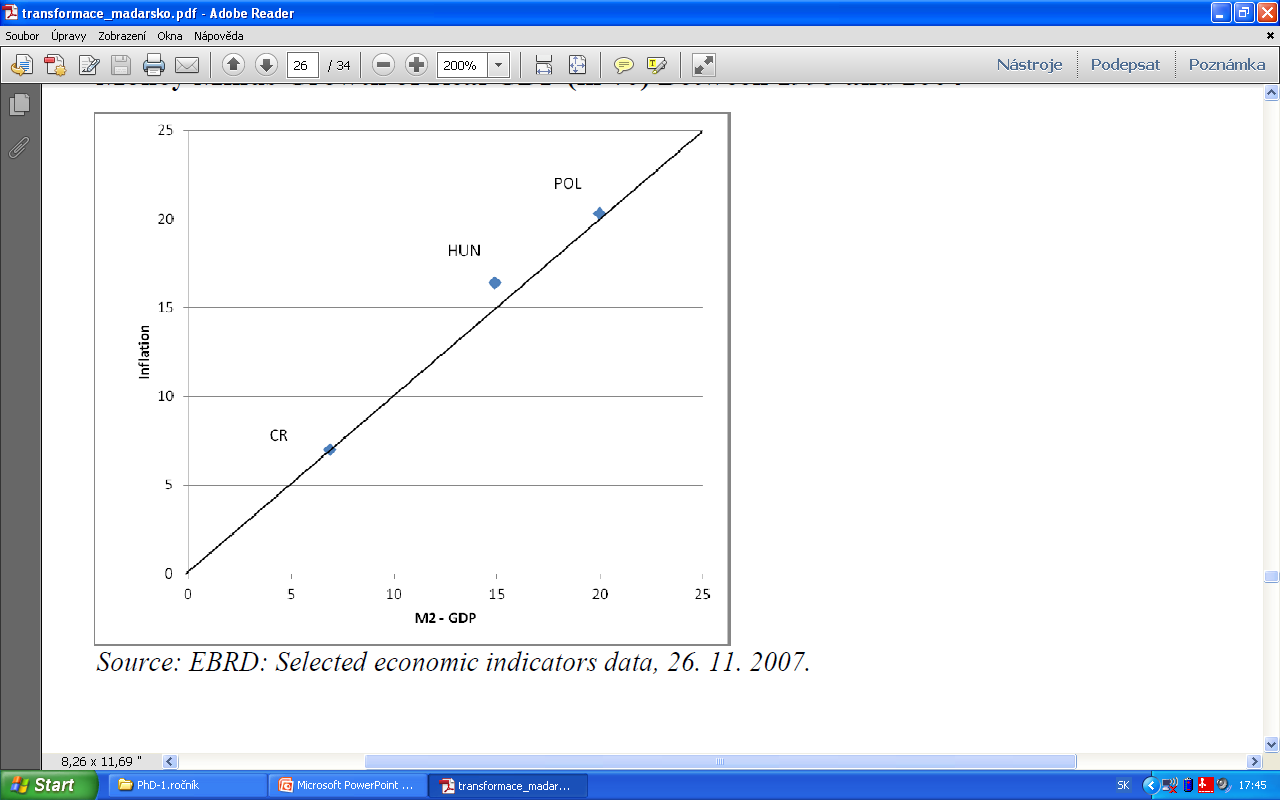 transformace_madarsko.pdf - Adobe Reader
Soubor Úpravy Zobrazení Okna Nápověda
26 / 34 200% Nástroje Podepsat Poznámka
25
POL
20
HUN
15
Inflation
10
CR
5
0
0 5 10 15 20 25
M2 - GDP
Source: EBRD: Selected economic indicators data, 26. 11. 2007.
8,26 x 11,69 "
Start PhD-1.ročník Microsoft PowerPoint ... transformace_madar... SK 17:45